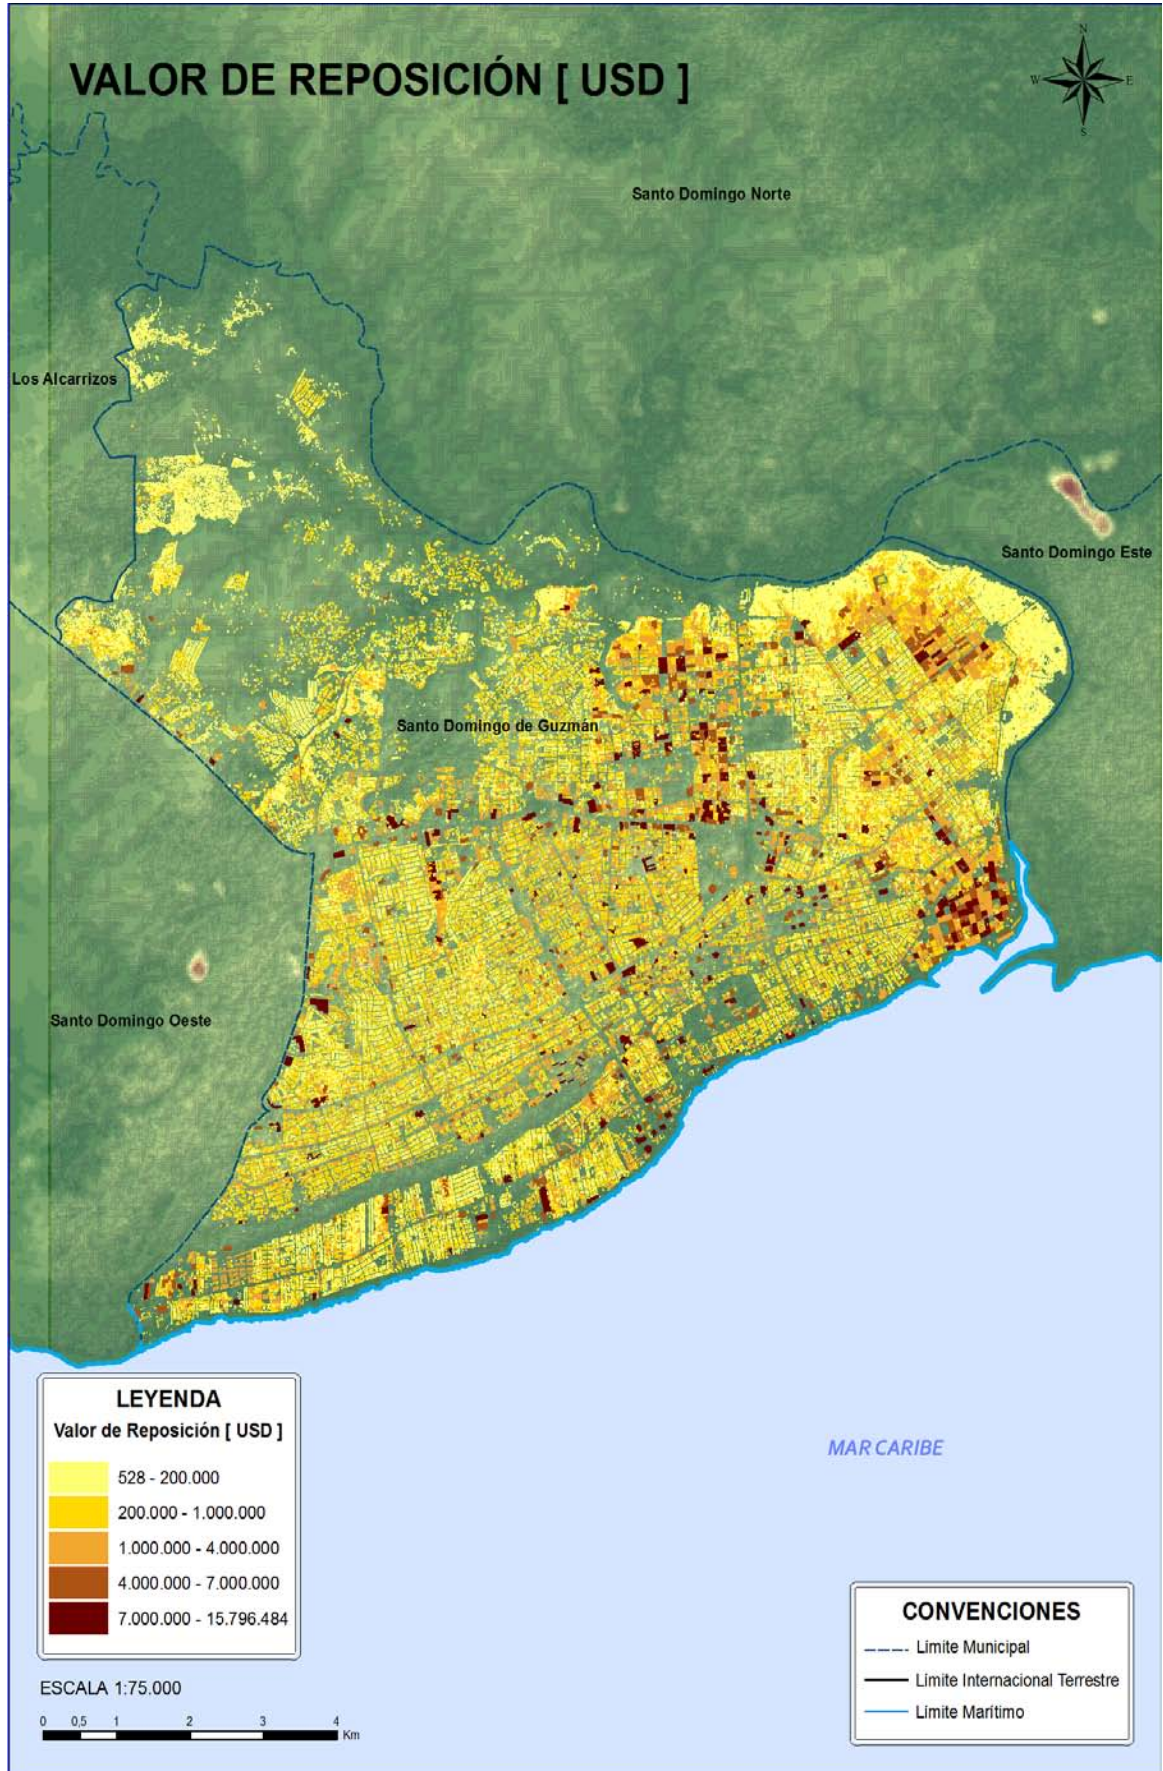 VALOR DE REPOSICIÓN [ USD ]
N
W
E
S
Santo Domingo Norte
Los Alcarrizos
Santo Domingo Este
Santo Domingo de Guzmán
Santo Domingo Oeste
LEYENDA
Valor de Reposición [ USD ]
528 - 200.000
200.000 - 1.000.000
1.000.000 - 4.000.000
4.000.000 - 7.000.000
7.000.000 - 15.796.484
MAR CARIBE
CONVENCIONES
Límite Municipal
Límite Internacional Terrestre
Límite Marítimo
ESCALA 1:75.000
0 0,5 1 2 3 4
Km